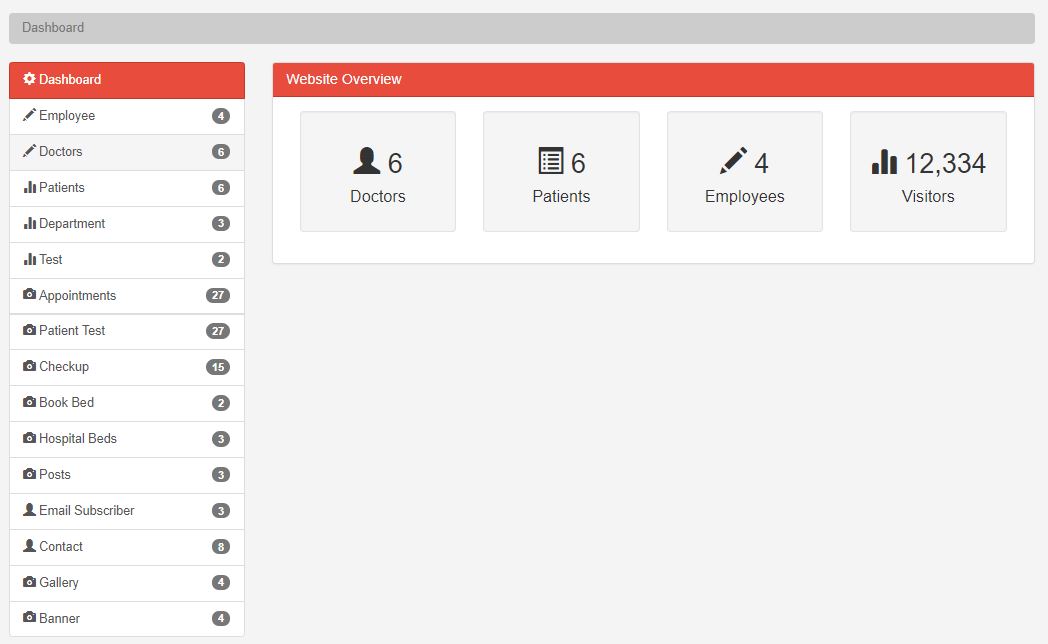 Dashboard
Dashboard
Employee 4
Doctors 6
Patients 6
Department 3
Test 2
Appointments 27
Patient Test 27
Checkup 15
Book Bed 2
Hospital Beds 3
Posts 3
Email Subscriber 3
Contact 8
Gallery 4
Banner 4
Website Overview
6
Doctors
6
Patients
4
Employees
12,334
Visitors